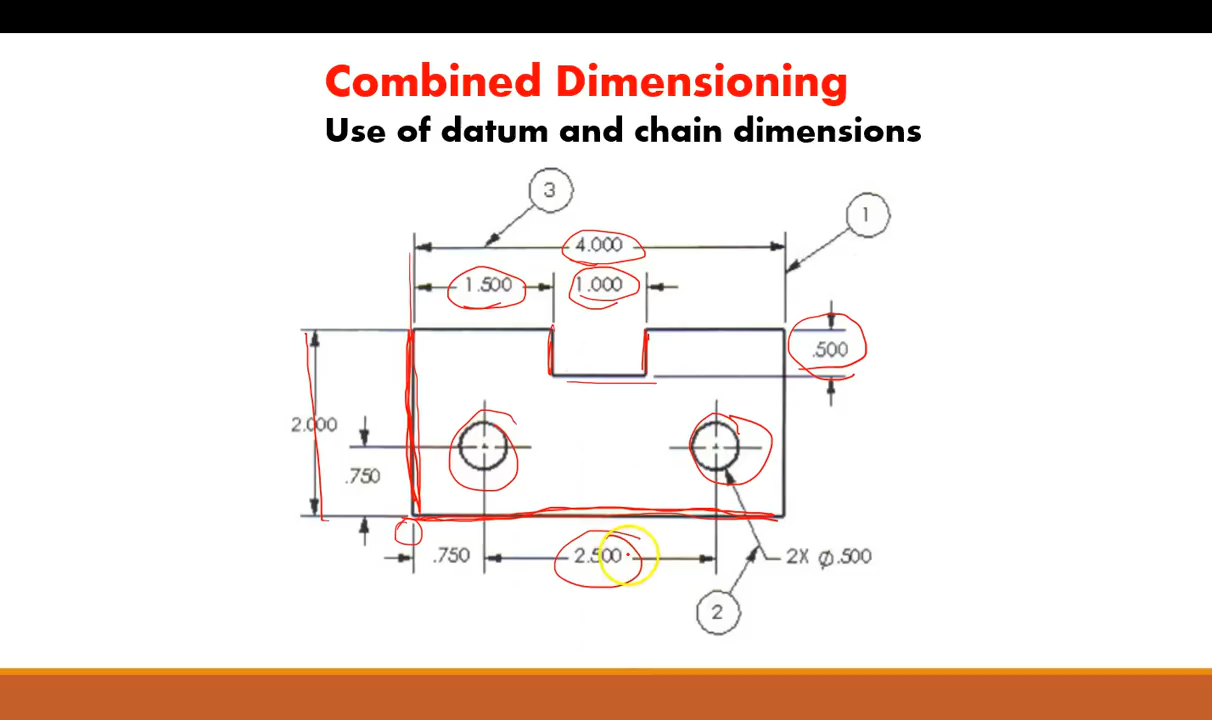 Combined Dimensioning
Use of datum and chain dimensions
3
1
4.000
1.500 1.000
.500
2.000
.750
.750 2.500 2X Ø.500
2